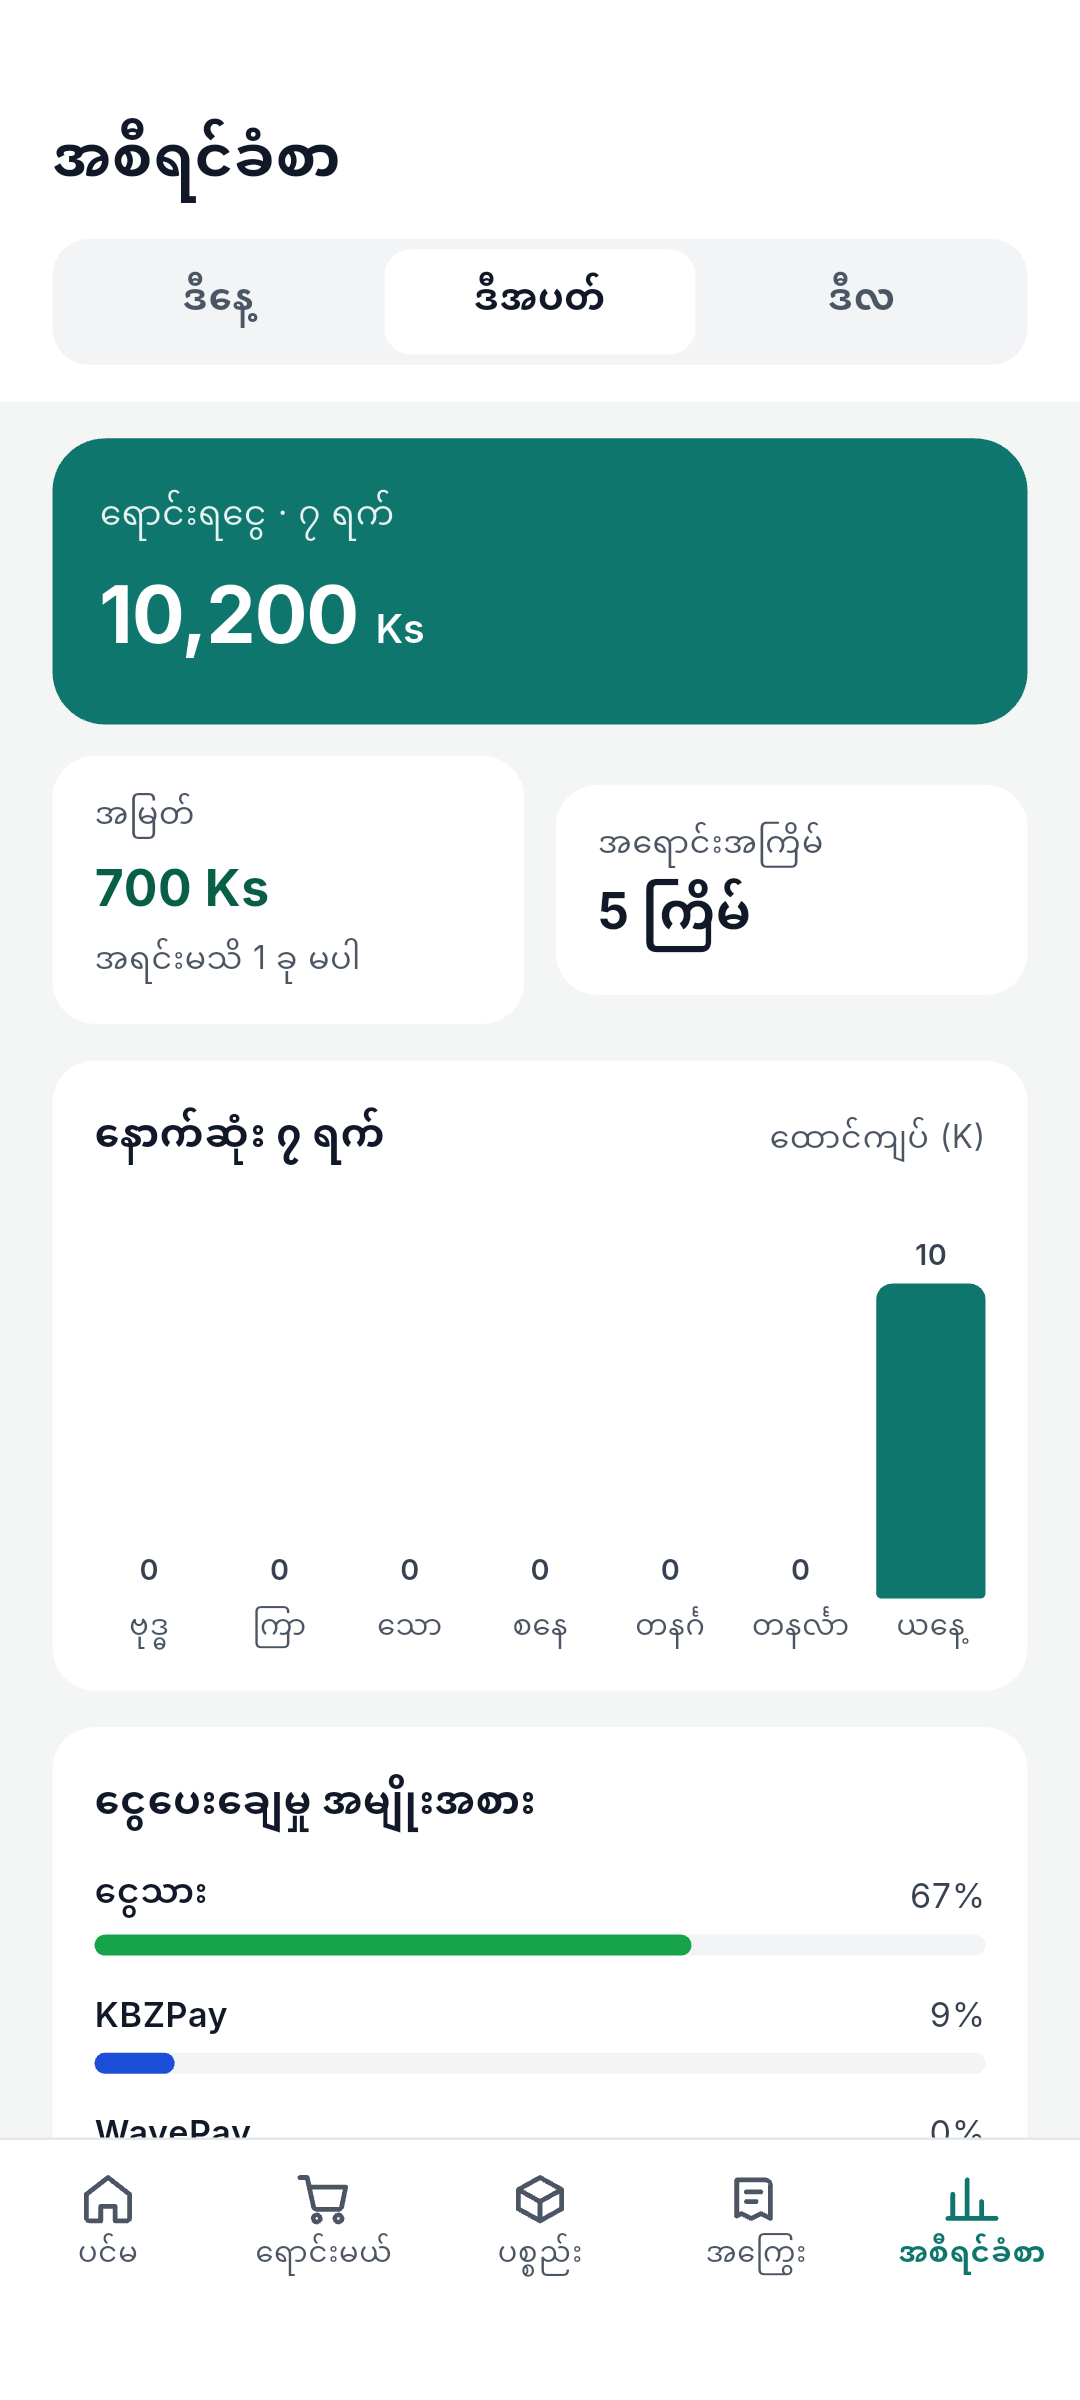 အစီရင်ခံစာ
ဒီနေ့ ဒီအပတ် ဒီလ
ရောင်းရငွေ · ၇ ရက်
10,200 Ks
အမြတ်
700 Ks
အရင်းမသိ 1 ခု မပါ
အရောင်းအကြိမ်
5 ကြိမ်
နောက်ဆုံး ၇ ရက်
ထောင်ကျပ် (K)
10
0 0 0 0 0 0
ဗုဒ္ဓ ကြာ သော စနေ တနင်္ဂ တနင်္လာ ယနေ့
ငွေပေးချေမှု အမျိုးအစား
ငွေသား 67%
KBZPay 9%
WavePay 0%
ပင်မ ရောင်းမယ် ပစ္စည်း အကြွေး အစီရင်ခံစာ